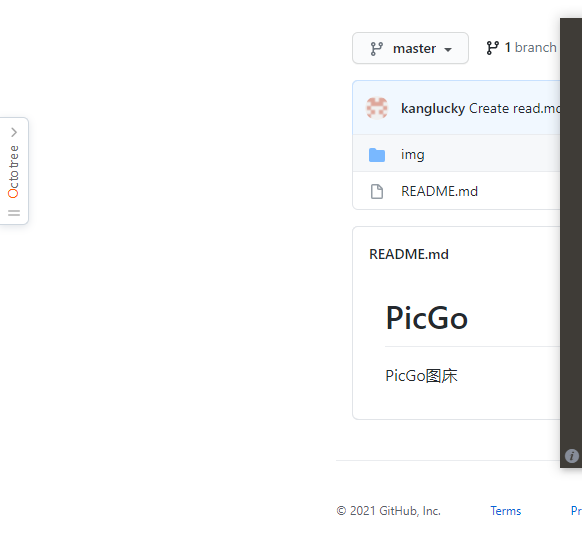 master
1 branch
kanglucky Create read.md
img
README.md
README.md
PicGo
PicGo图床
Octotree
© 2021 GitHub, Inc.
Terms
Pr